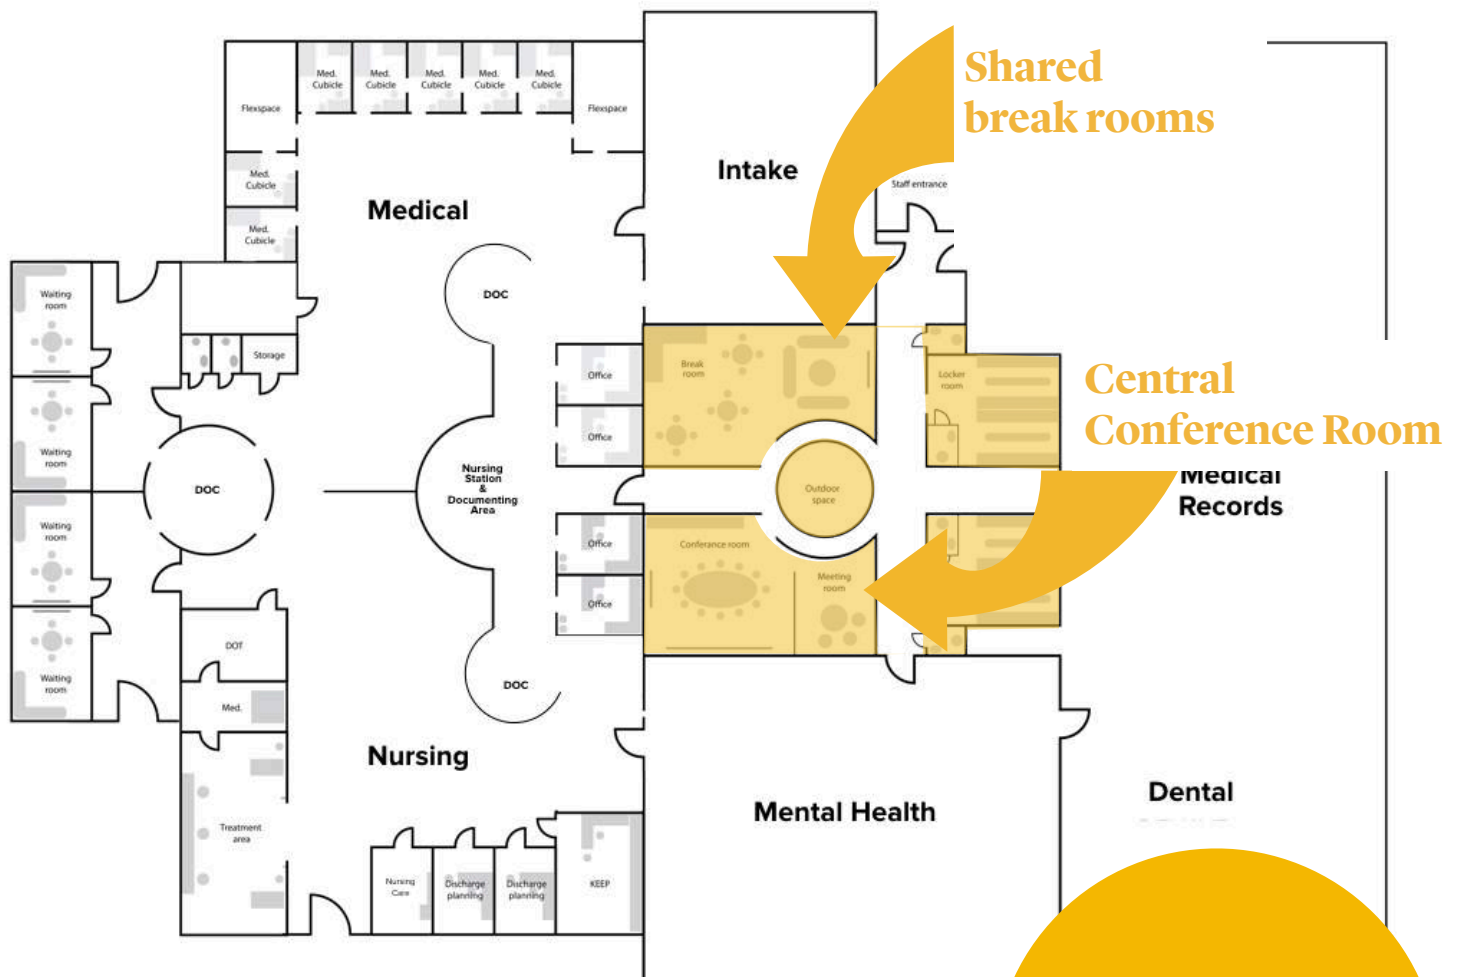 Shared
break rooms
Med.
Cubicle
Med.
Cubicle
Med.
Cubicle
Med.
Cubicle
Med.
Cubicle
Flexspace
Flexspace
Intake
Staff entrance
Med.
Cubicle
Medical
Med.
Cubicle
Waiting
room
DOC
Storage
Office
Break
room
Locker
room
Central
Conference Room
Office
Waiting
room
DOC
Nursing
Station
&
Documenting
Area
Outdoor
space
Medical
Records
Waiting
room
Office
Conferance room
Meeting
room
Office
DOT
Waiting
room
DOC
Med.
Nursing
Mental Health
Dental
Treatment
area
Nursing
Care
Discharge
planning
Discharge
planning
KEEP